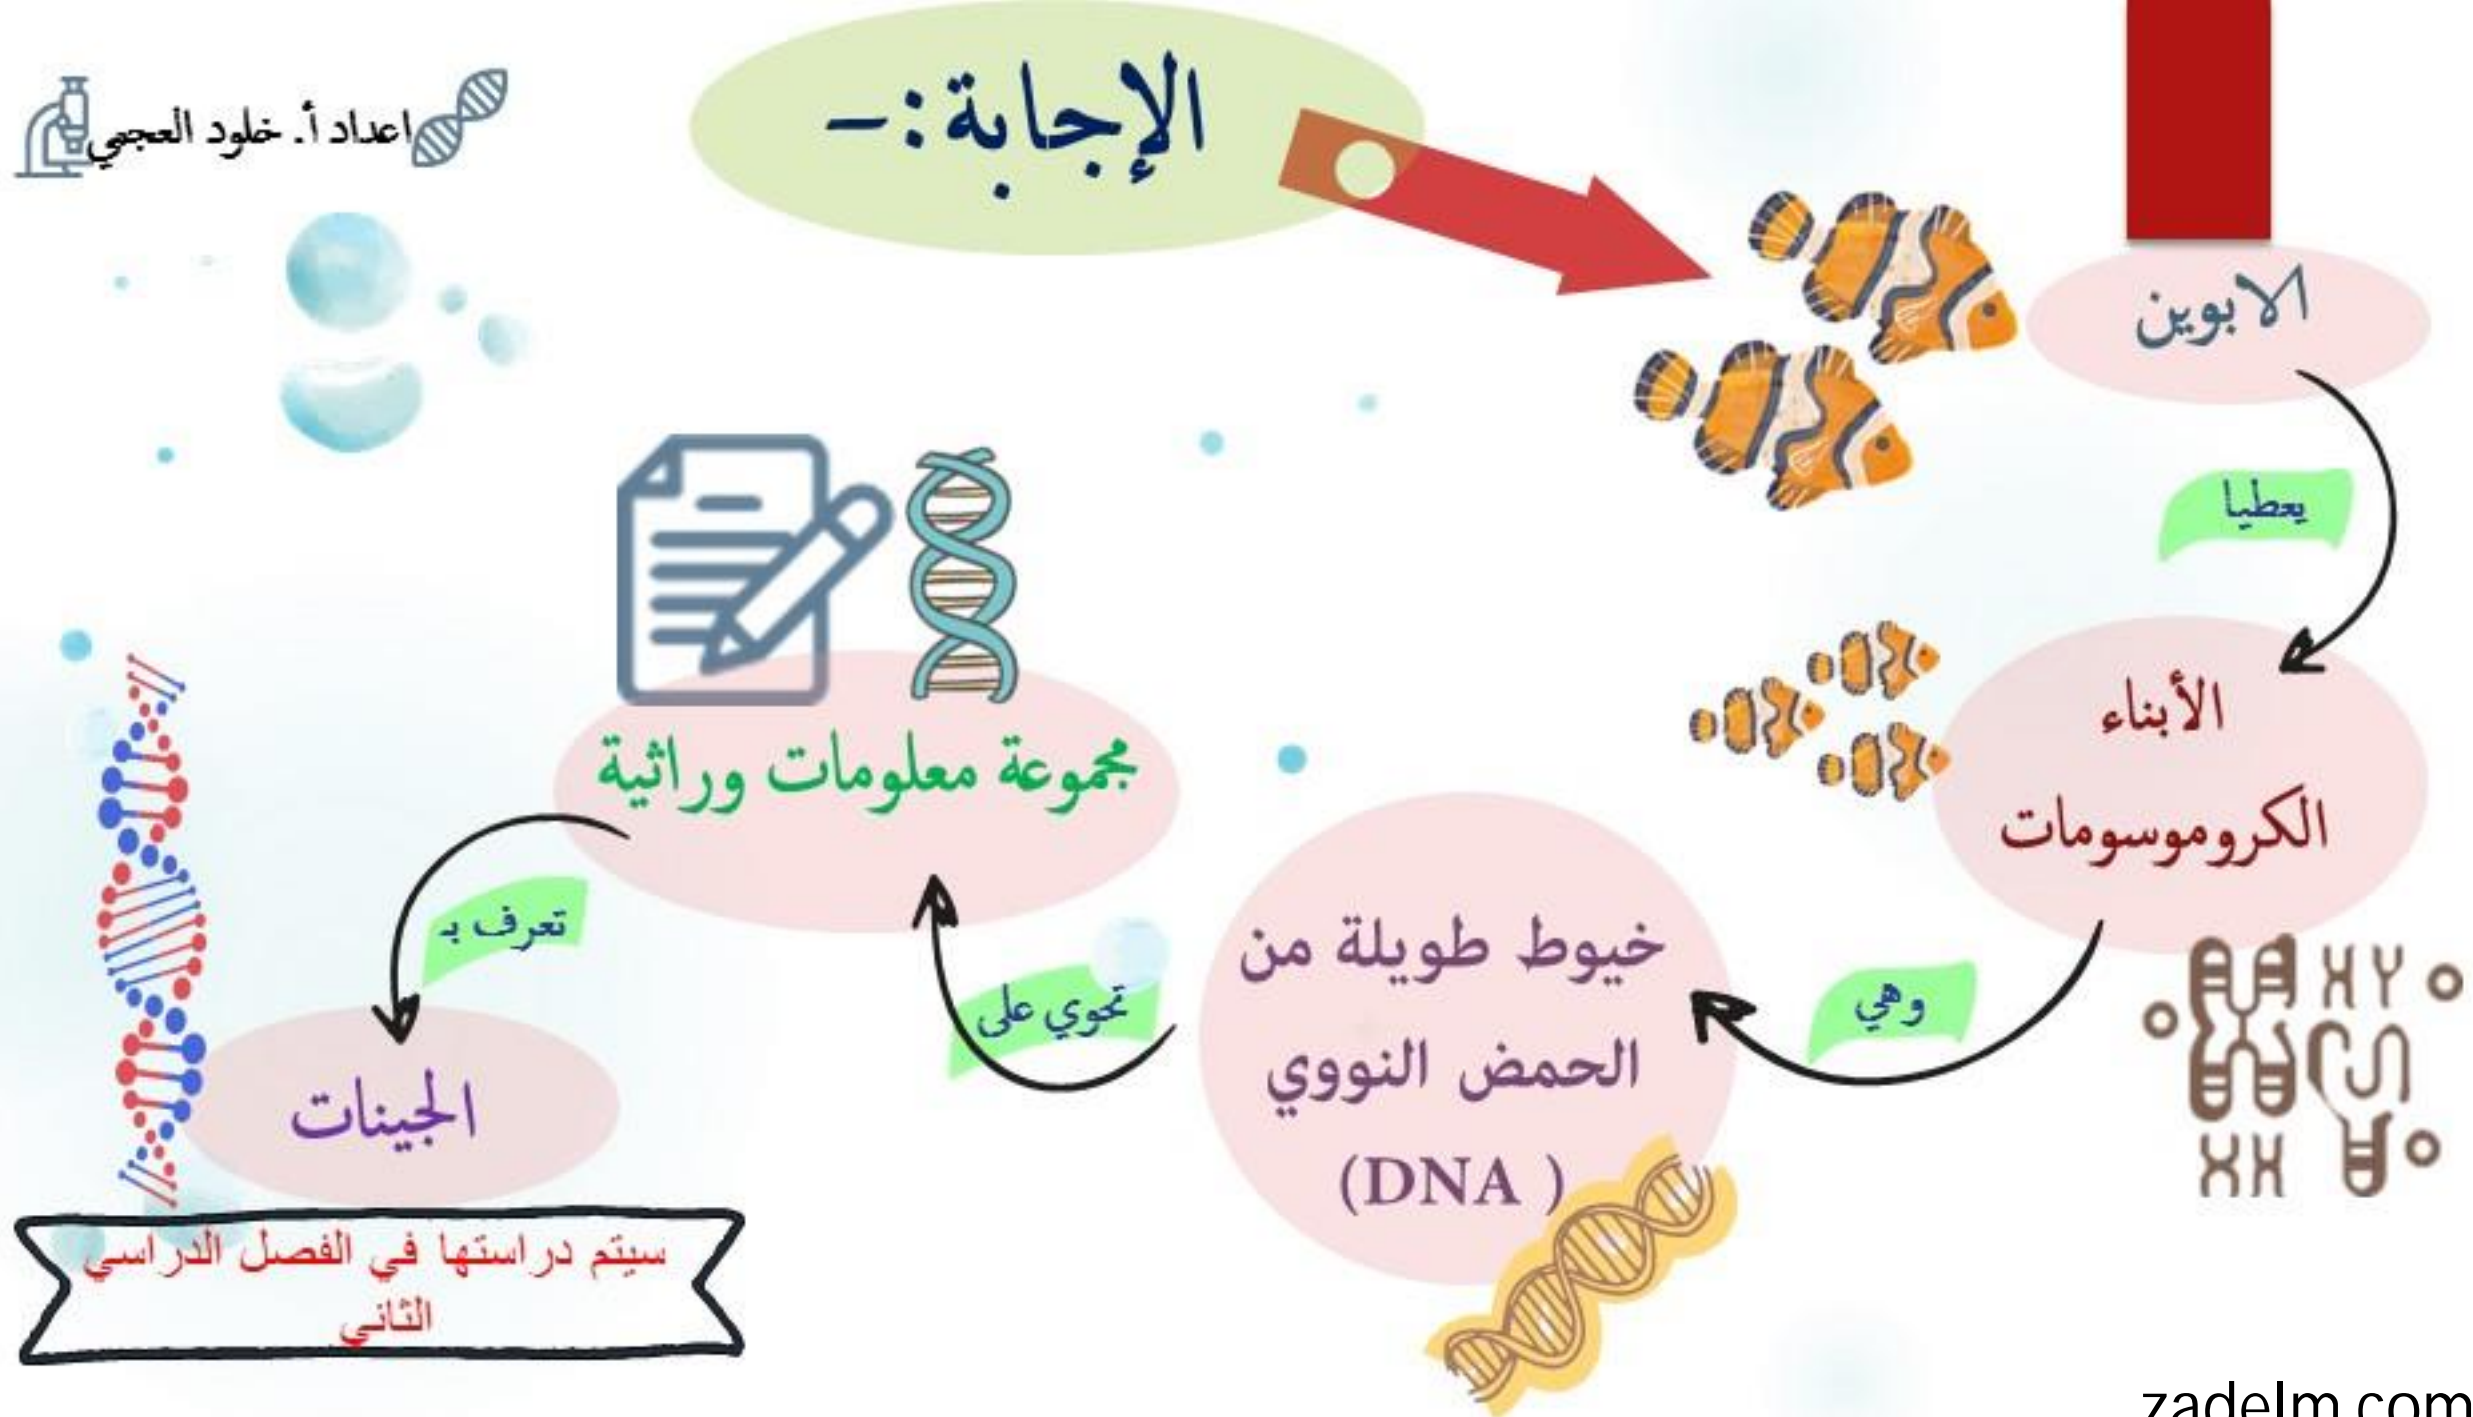 اعداد أ. خلود العجمي
الإجابة:-
الابوين
يعطيا
الأبناء
الكروموسومات
وهي
خيوط طويلة من
الحمض النووي
(DNA )
تحوي على
مجموعة معلومات وراثية
تعرف بـ
الجينات
سيتم دراستها في الفصل الدراسي
الثاني
zadelm.com